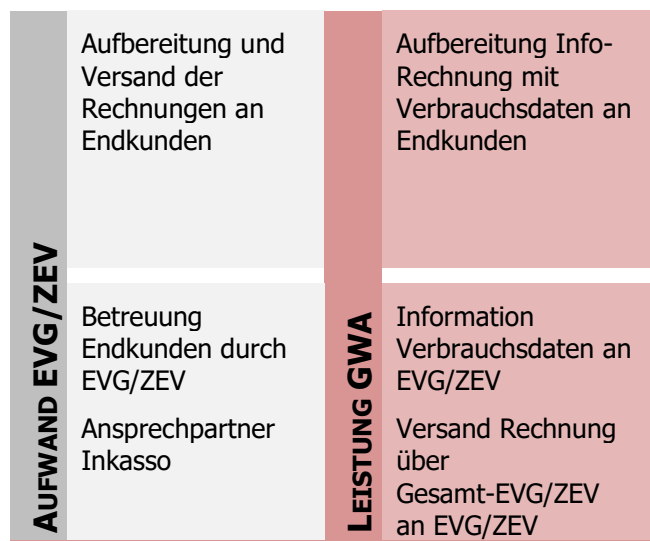 AUFWAND EVG/ZEV
Aufbereitung und
Versand der
Rechnungen an
Endkunden
Betreuung
Endkunden durch
EVG/ZEV
Ansprechpartner
Inkasso
LEISTUNG GWA
Aufbereitung Info-
Rechnung mit
Verbrauchsdaten an
Endkunden
Information
Verbrauchsdaten an
EVG/ZEV
Versand Rechnung
über
Gesamt-EVG/ZEV
an EVG/ZEV